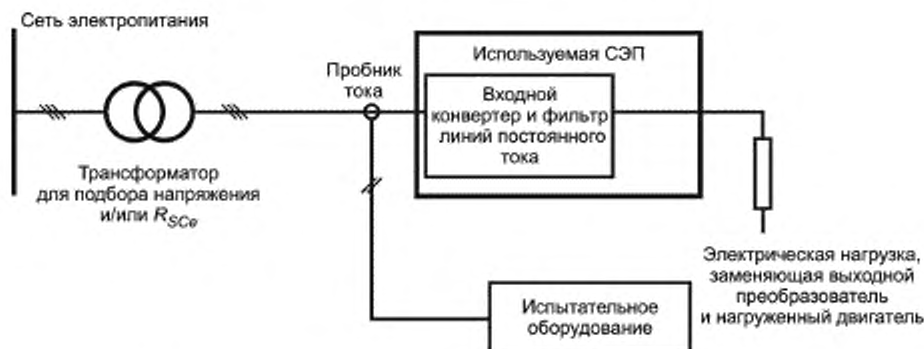 Сеть электропитания
Используемая СЭП
Пробник
тока
Входной
конвертер и фильтр
линий постоянного
тока
Трансформатор
для подбора напряжения
и/или R_SCe
Электрическая нагрузка,
заменяющая выходной
преобразователь
и нагруженный двигатель
Испытательное
оборудование